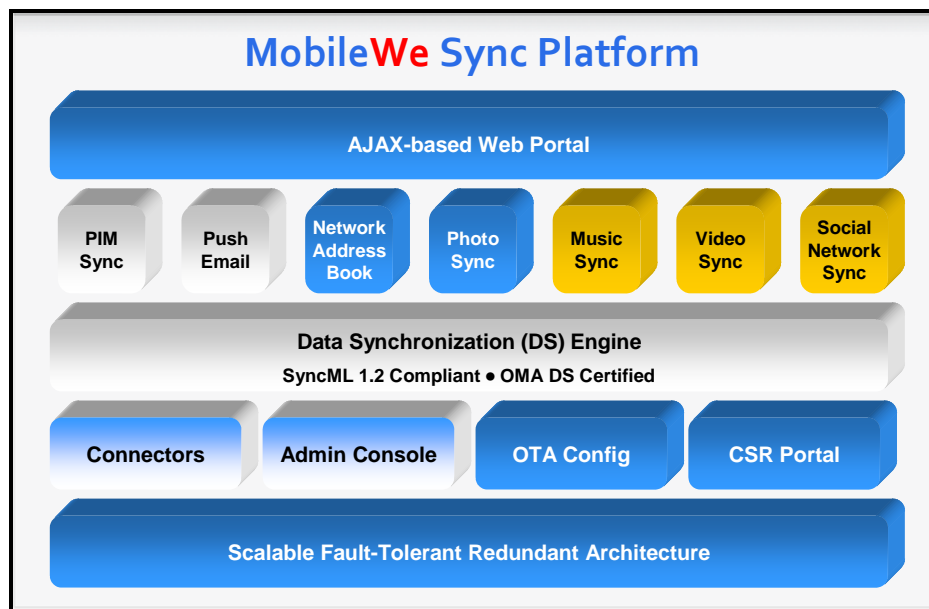 MobileWe Sync Platform
AJAX-based Web Portal
PIM
Sync
Push
Email
Network
Address
Book
Photo
Sync
Music
Sync
Video
Sync
Social
Network
Sync
Data Synchronization (DS) Engine
SyncML 1.2 Compliant ● OMA DS Certified
Connectors
Admin Console
OTA Config
CSR Portal
Scalable Fault-Tolerant Redundant Architecture